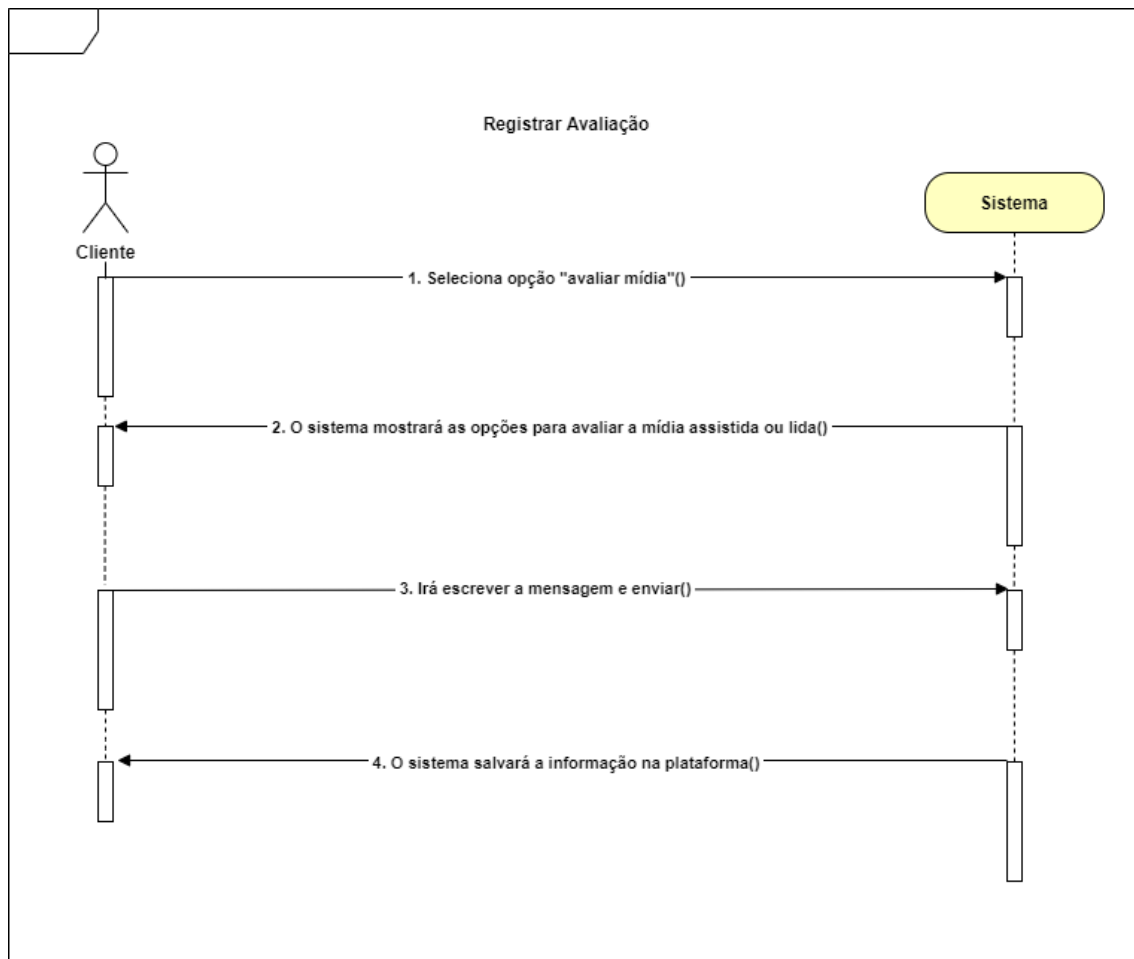 Registrar Avaliação
Cliente
Sistema
1. Seleciona opção "avaliar mídia"()
2. O sistema mostrará as opções para avaliar a mídia assistida ou lida()
3. Irá escrever a mensagem e enviar()
4. O sistema salvará a informação na plataforma()